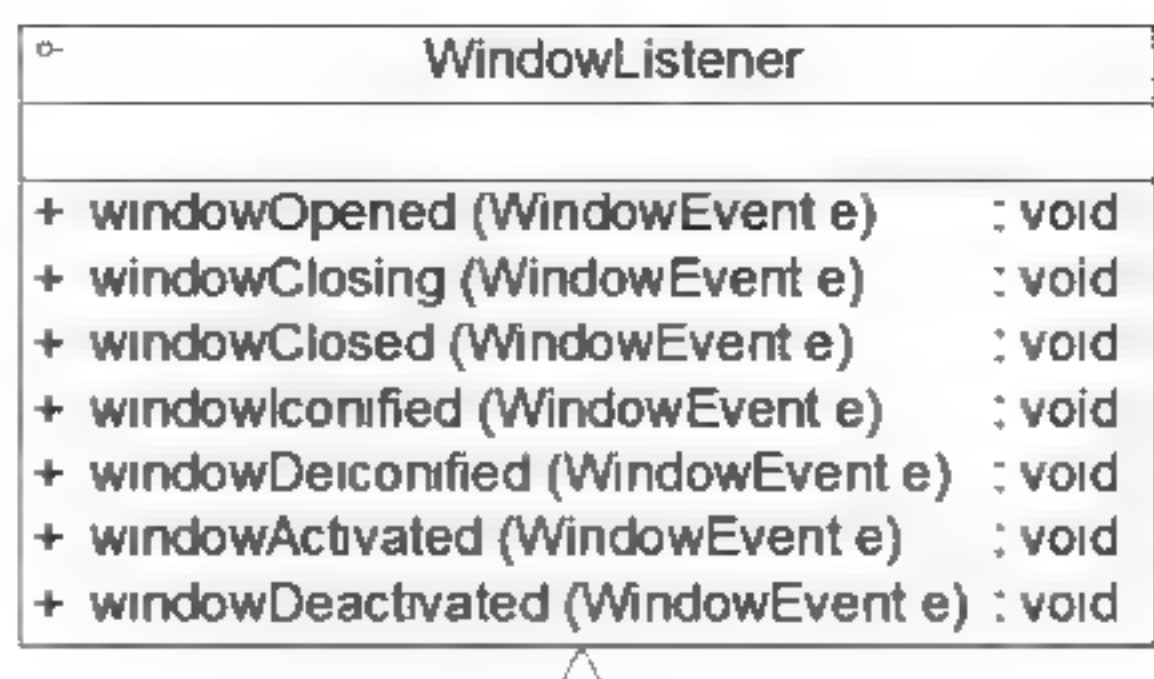 WindowListener
+ windowOpened (WindowEvent e) : void
+ windowClosing (WindowEvent e) : void
+ windowClosed (WindowEvent e) : void
+ windowIconified (WindowEvent e) : void
+ windowDeiconified (WindowEvent e) : void
+ windowActivated (WindowEvent e) : void
+ windowDeactivated (WindowEvent e) : void